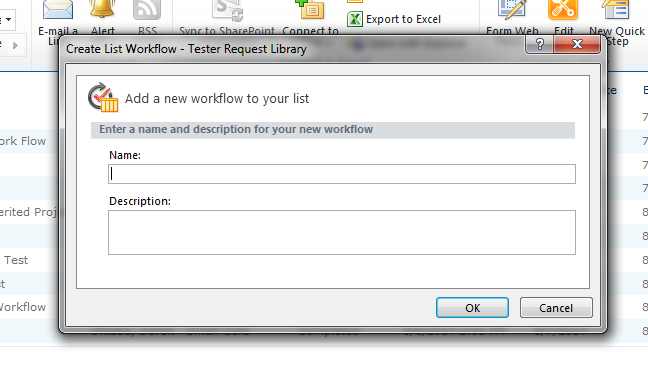 E-mail a Alert RSS Sync to SharePoint Connect to Export to Excel Form Web Edit New Quick
Step
Create List Workflow - Tester Request Library
?
Add a new workflow to your list
Enter a name and description for your new workflow
Name:
Description:
ork Flow
erited Proj
Test
st
Workflow
OK Cancel